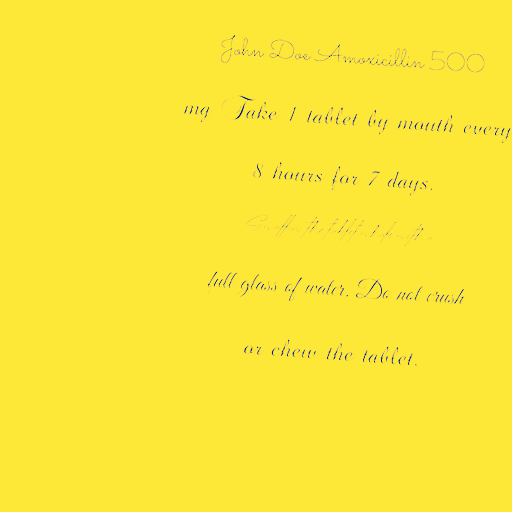 John Doe Amoxicillin 500
mg Take 1 tablet by mouth every
8 hours for 7 days.
full glass of water. Do not crush
or chew the tablet.